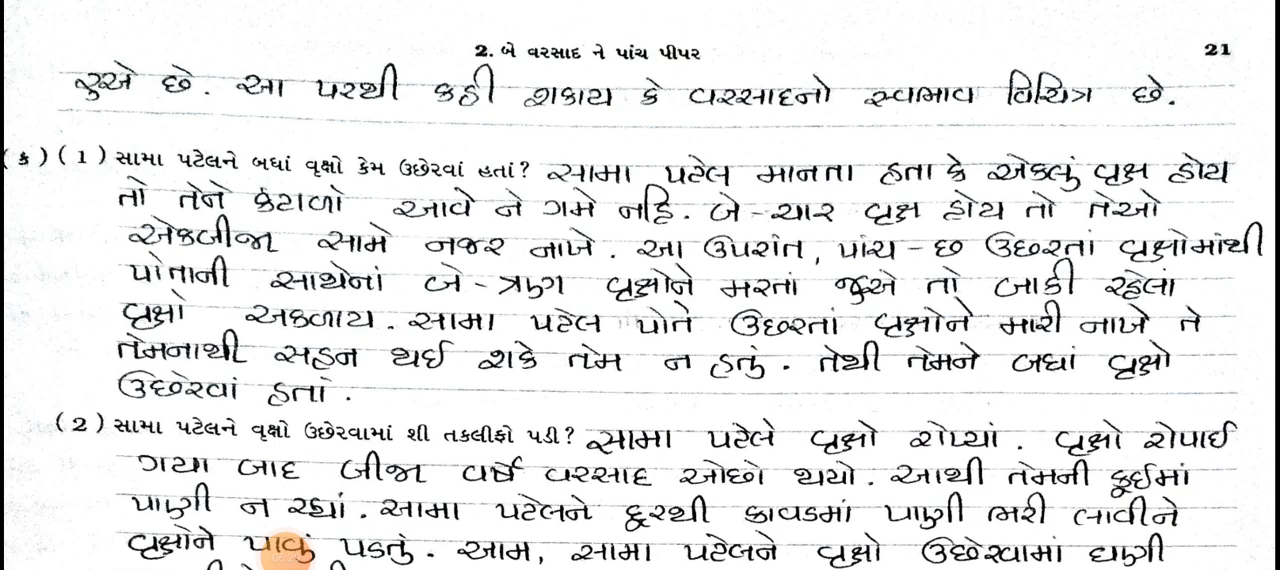 2. બે વરસાદ ને પાંચ પીપર 21
રુએ છે. આ પરથી કહી શકાય કે વરસાદનો સ્વભાવ વિચિત્ર છે.
(ક) (1) સામા પટેલને બધાં વૃક્ષો કેમ ઉછેરવાં હતાં? સામા પટેલ માનતા હતા કે એકલું વૃક્ષ હોય
તો તેને કંટાળો આવે ને ગમે નહિ. બે-ચાર વૃક્ષ હોય તો તેઓ
એકબીજા સામે નજર નાખે. આ ઉપરાંત, પાંચ-છ ઉછરતાં વૃક્ષોમાંથી
પોતાની સાથેનાં બે-ત્રણ વૃક્ષોને મરતાં જુએ તો બાકી રહેલાં
વૃક્ષો અકળાય. સામા પટેલ પોતે ઉછરતાં વૃક્ષોને મારી નાખે તે
તેમનાથી સહન થઈ શકે તેમ ન હતું. તેથી તેમને બધાં વૃક્ષો
ઉછેરવાં હતાં.
(2) સામા પટેલને વૃક્ષો ઉછેરવામાં શી તકલીફો પડી? સામા પટેલે વૃક્ષો રોપ્યાં. વૃક્ષો રોપાઈ
ગયા બાદ બીજા વર્ષે વરસાદ ઓછો થયો. આથી તેમની કૂઈમાં
પાણી ન રહ્યાં. સામા પટેલને દૂરથી કાવડમાં પાણી ભરી લાવીને
વૃક્ષોને પાવું પડતું. આમ, સામા પટેલને વૃક્ષો ઉછેરવામાં ઘણી